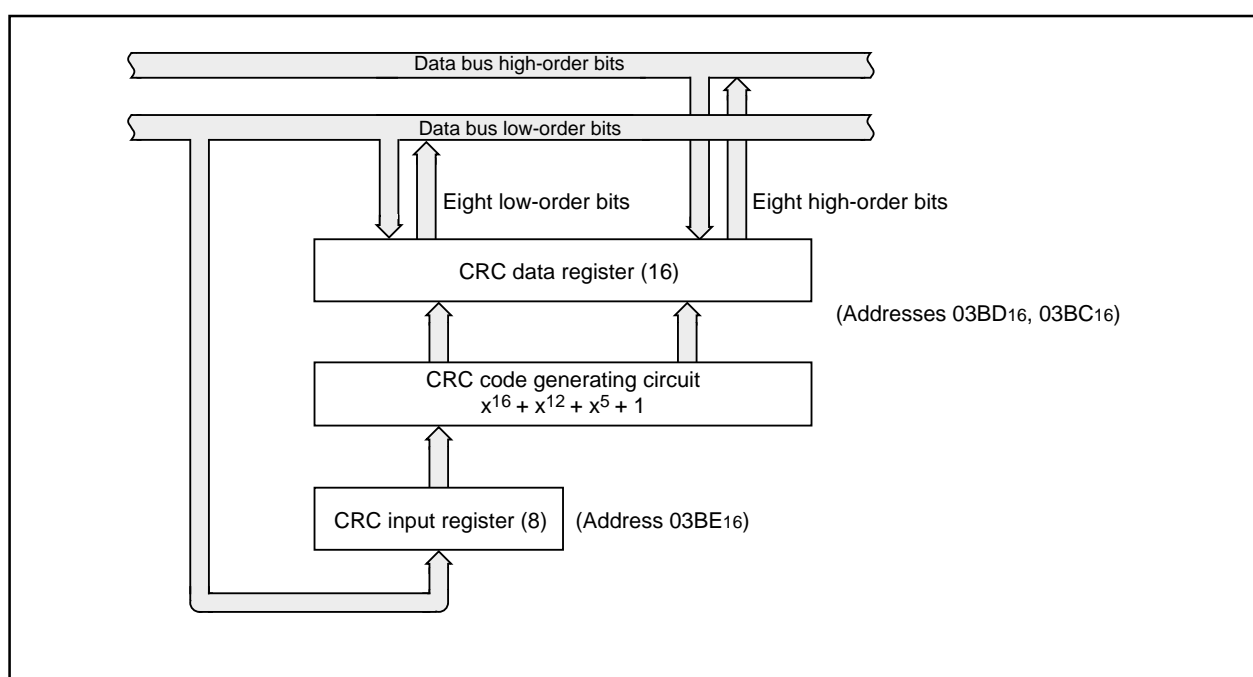 Data bus high-order bits
Data bus low-order bits
Eight low-order bits
Eight high-order bits
CRC data register (16)
(Addresses 03BD₁₆, 03BC₁₆)
CRC code generating circuit
x¹⁶ + x¹² + x⁵ + 1
CRC input register (8)
(Address 03BE₁₆)